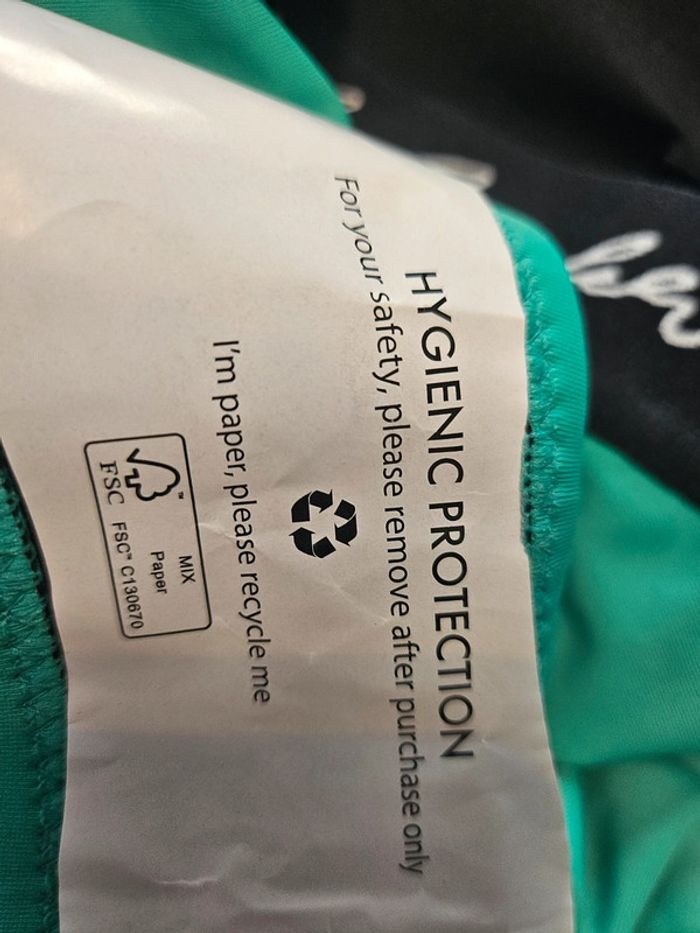 HYGIENIC PROTECTION
For your safety, please remove after purchase only
I'm paper, please recycle me
FSC
MIX
Paper
FSC™ C130670